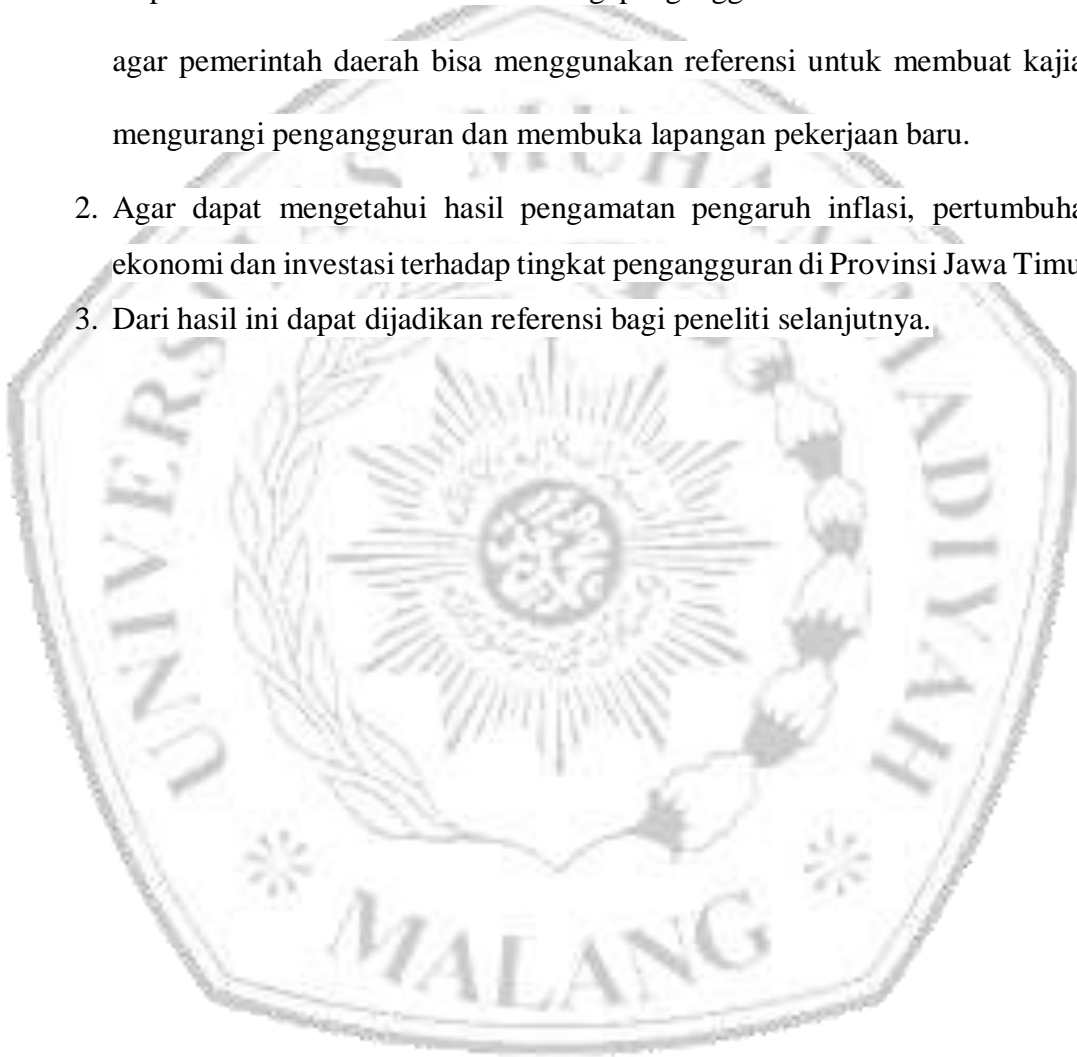 agar pemerintah daerah bisa menggunakan referensi untuk membuat kajia
mengurangi pengangguran dan membuka lapangan pekerjaan baru.
2. Agar dapat mengetahui hasil pengamatan pengaruh inflasi, pertumbuha
ekonomi dan investasi terhadap tingkat pengangguran di Provinsi Jawa Timu
3. Dari hasil ini dapat dijadikan referensi bagi peneliti selanjutnya.
UNIVERSITAS MUHAMMADIYAH
MALANG